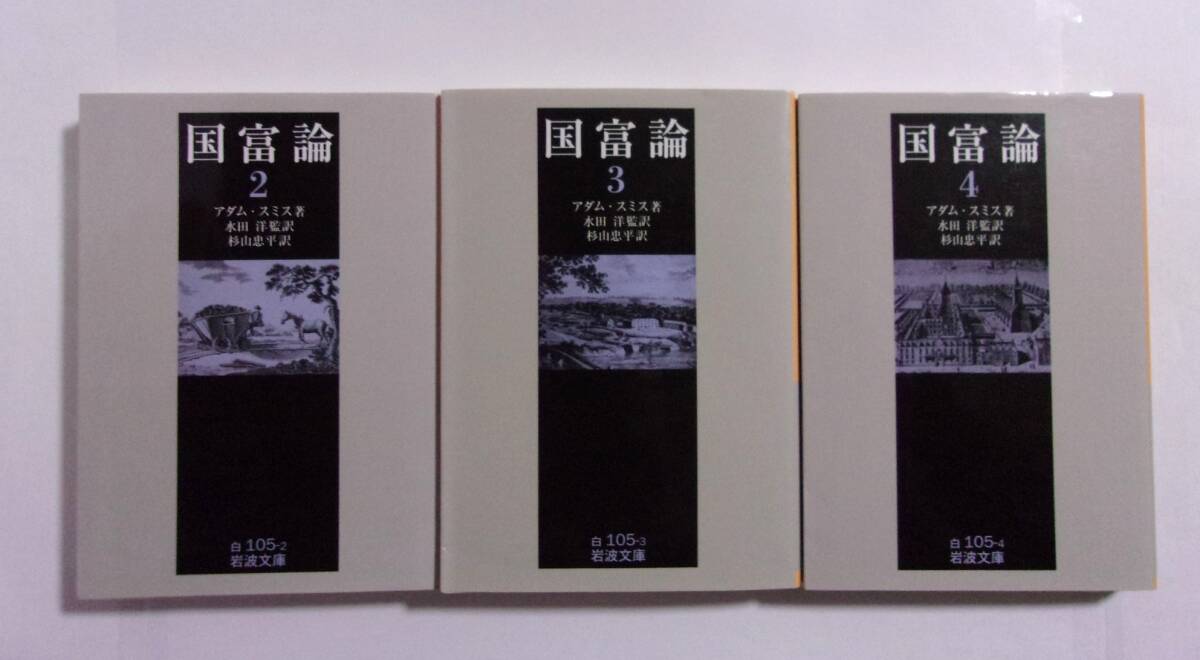 国富論
2
アダム・スミス著
水田 洋監訳
杉山忠平訳
白 105-2
岩波文庫
国富論
3
アダム・スミス著
水田 洋監訳
杉山忠平訳
白 105-3
岩波文庫
国富論
4
アダム・スミス著
水田 洋監訳
杉山忠平訳
白 105-4
岩波文庫